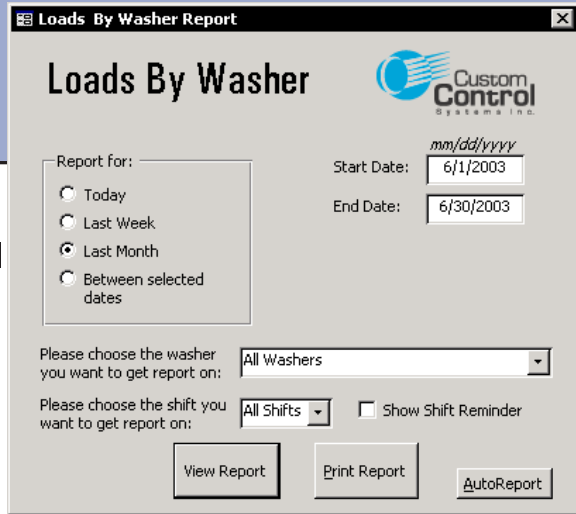 Loads By Washer Report
Loads By Washer
Custom
Control
Systems Inc.
mm/dd/yyyy
Report for:
Today
Last Week
Last Month
Between selected
dates
Start Date: 6/1/2003
End Date: 6/30/2003
Please choose the washer
you want to get report on: All Washers
Please choose the shift you
want to get report on: All Shifts Show Shift Reminder
View Report Print Report AutoReport